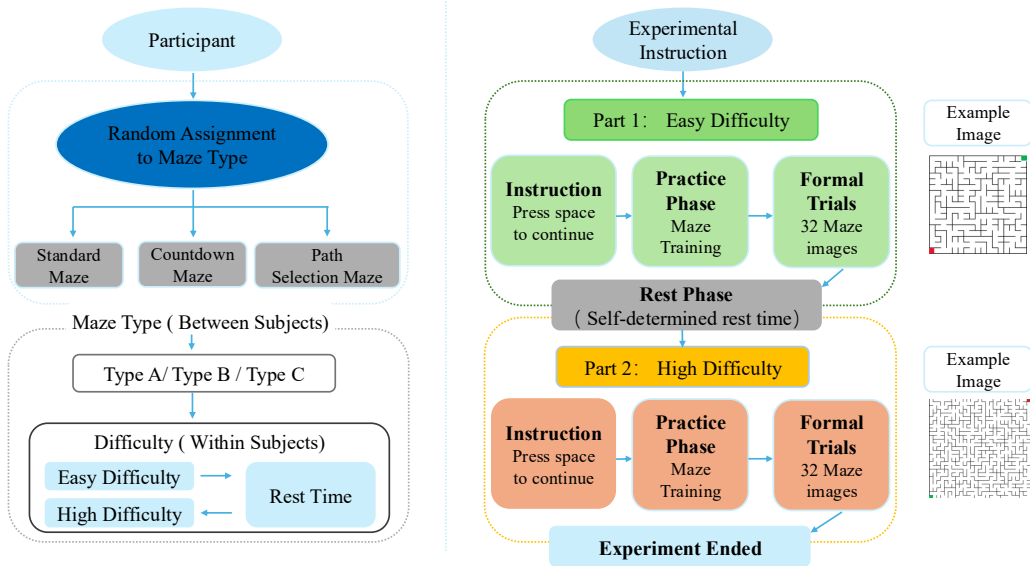 Participant
Random Assignment
to Maze Type
Standard
Maze
Countdown
Maze
Path
Selection Maze
Maze Type ( Between Subjects)
Type A/ Type B / Type C
Difficulty ( Within Subjects)
Easy Difficulty
High Difficulty
Rest Time
Experimental
Instruction
Part 1： Easy Difficulty
Instruction
Press space
to continue
Practice
Phase
Maze
Training
Formal
Trials
32 Maze
images
Rest Phase
（ Self-determined rest time）
Part 2： High Difficulty
Instruction
Press space
to continue
Practice
Phase
Maze
Training
Formal
Trials
32 Maze
images
Experiment Ended
Example
Image
Example
Image